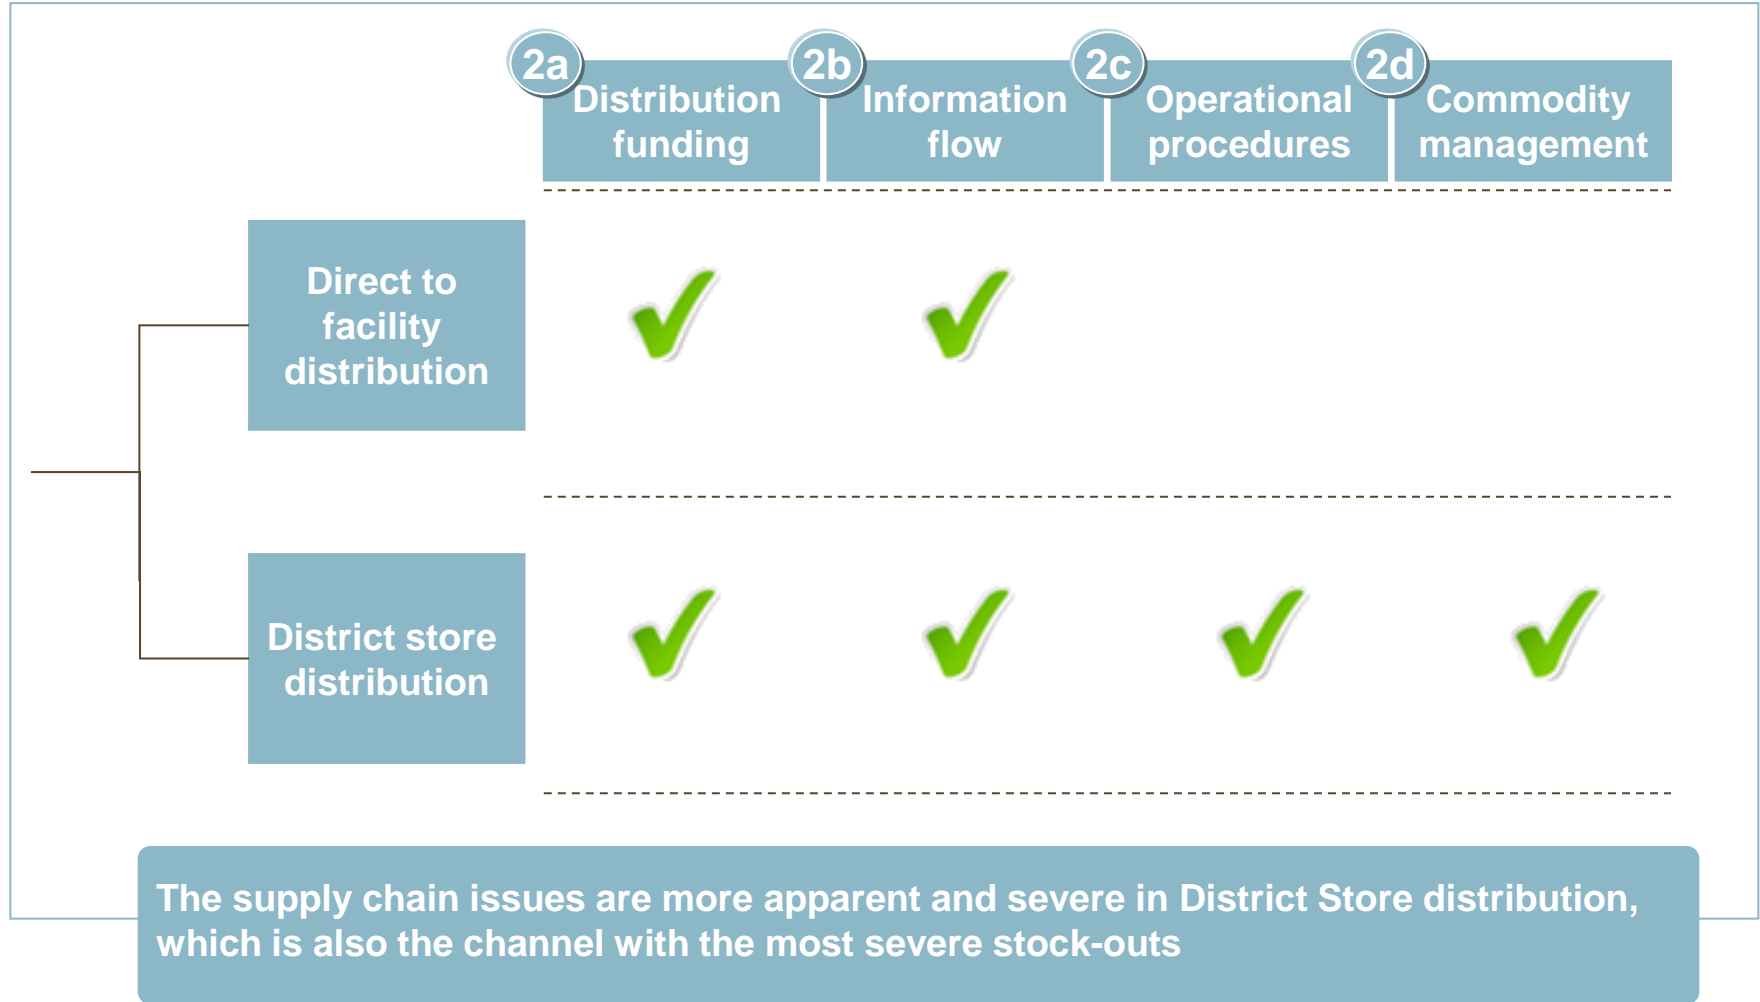 2a
Distribution
funding
2b
Information
flow
2c
Operational
procedures
2d
Commodity
management
Direct to
facility
distribution
District store
distribution
The supply chain issues are more apparent and severe in District Store distribution,
which is also the channel with the most severe stock-outs